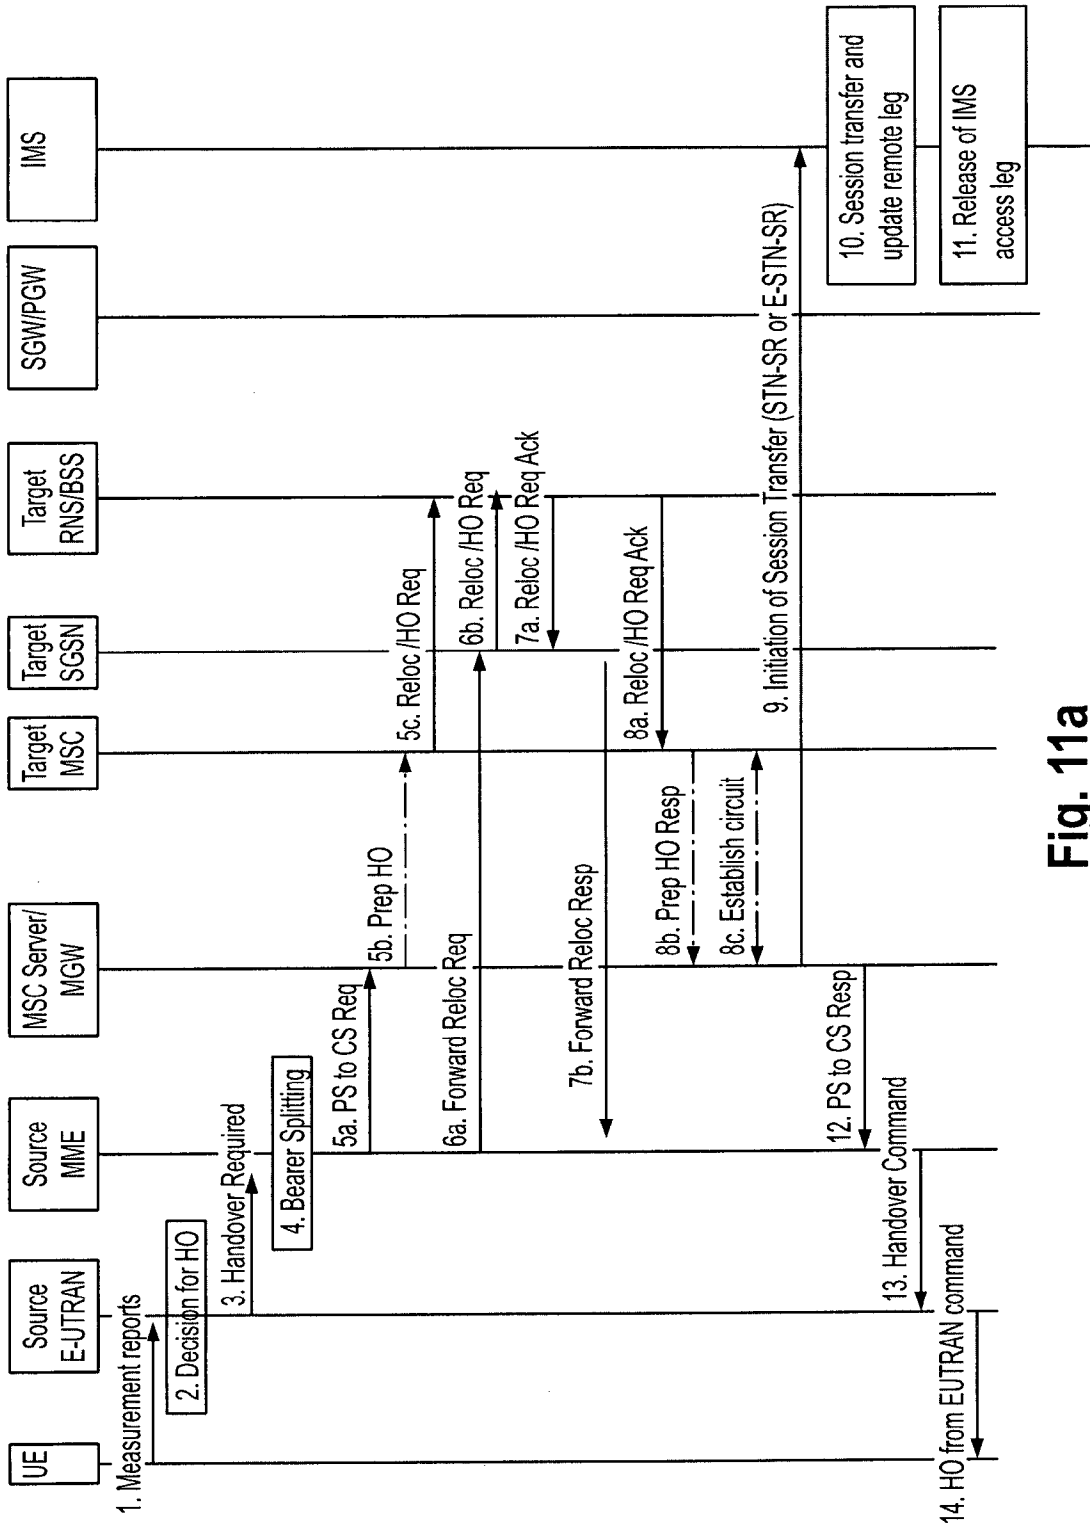 UE
Source
E-UTRAN
Source
MME
MSC Server/
MGW
Target
MSC
Target
SGSN
Target
RNS/BSS
SGW/PGW
IMS
1. Measurement reports
2. Decision for HO
3. Handover Required
4. Bearer Splitting
5a. PS to CS Req
5b. Prep HO
5c. Reloc /HO Req
6a. Forward Reloc Req
6b. Reloc /HO Req
7a. Reloc /HO Req Ack
7b. Forward Reloc Resp
8a. Reloc /HO Req Ack
8b. Prep HO Resp
8c. Establish circuit
9. Initiation of Session Transfer (STN-SR or E-STN-SR)
10. Session transfer and
update remote leg
11. Release of IMS
access leg
12. PS to CS Resp
13. Handover Command
14. HO from EUTRAN command
Fig. 11a